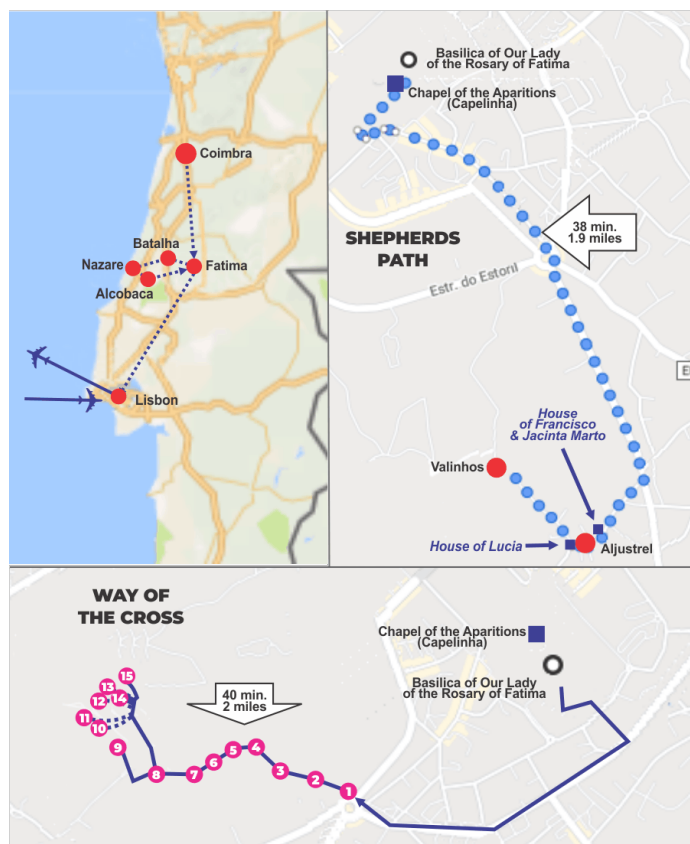 Coimbra
Batalha
Nazare
Fatima
Alcobaca
Lisbon
Basilica of Our Lady
of the Rosary of Fatima
Chapel of the Aparitions
(Capelinha)
38 min.
1.9 miles
SHEPHERDS
PATH
Estr. do Estoril
House
of Francisco
& Jacinta Marto
Valinhos
House of Lucia
Aljustrel
WAY OF
THE CROSS
Chapel of the Aparitions
(Capelinha)
Basilica of Our Lady
of the Rosary of Fatima
40 min.
2 miles
15
13
12
14
11
10
9
8
7
6
5
4
3
2
1